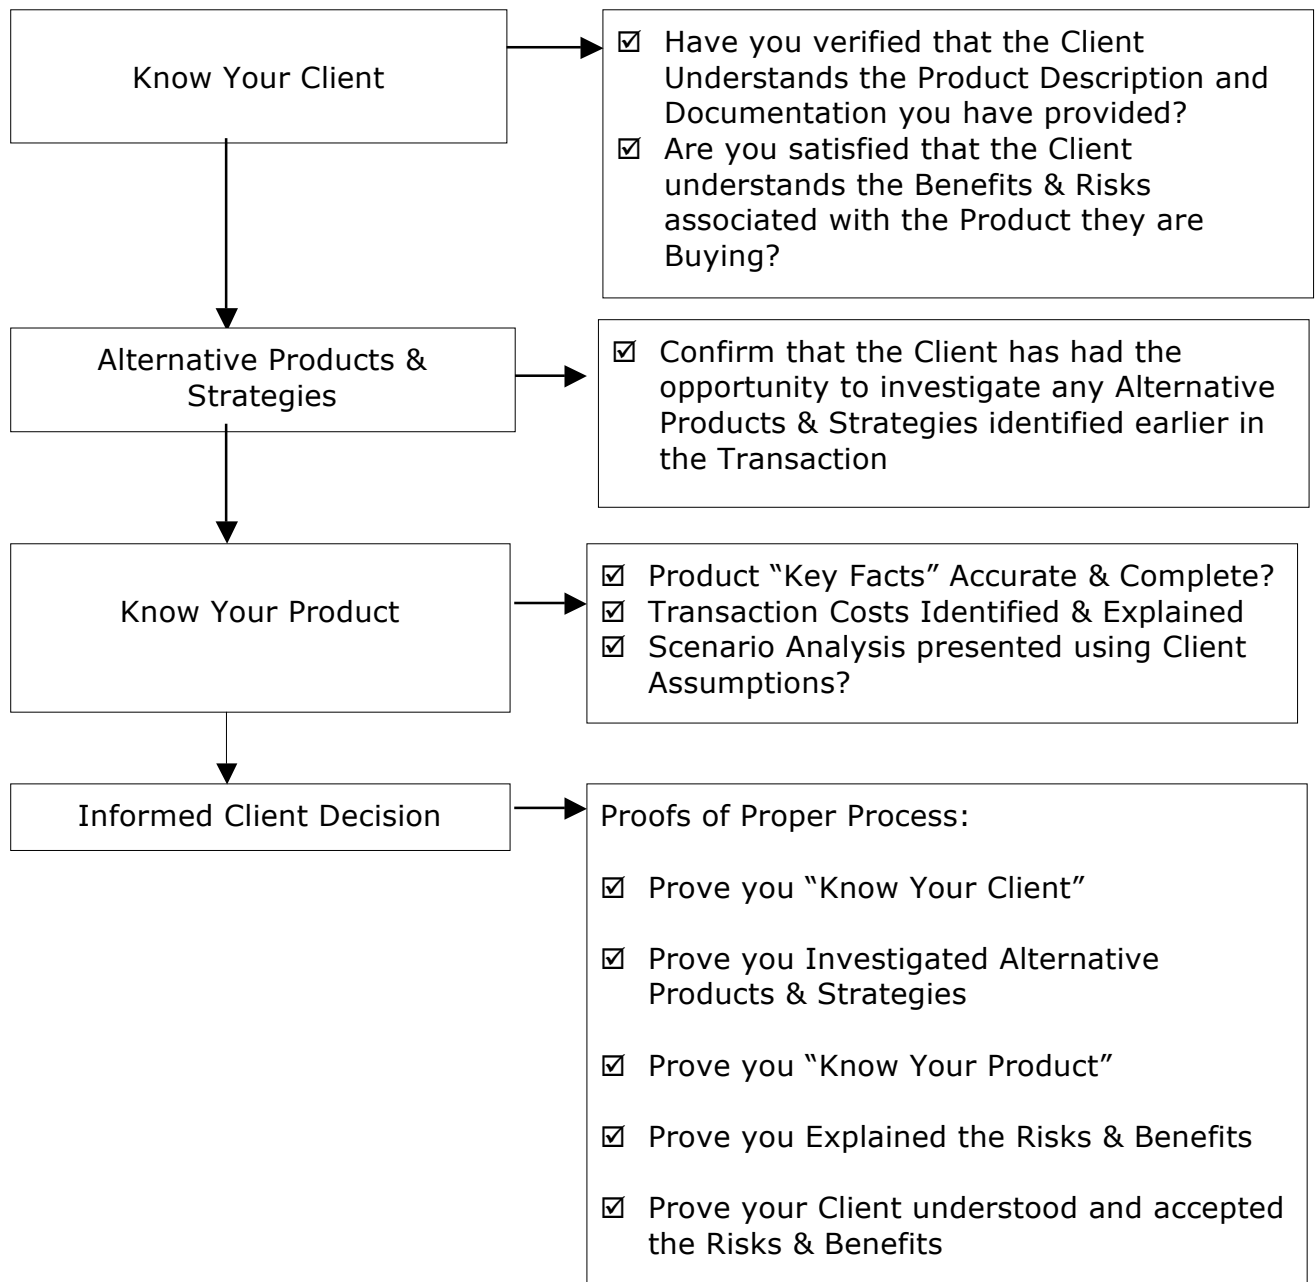 Know Your Client
☑ Have you verified that the Client
Understands the Product Description and
Documentation you have provided?
☑ Are you satisfied that the Client
understands the Benefits & Risks
associated with the Product they are
Buying?
Alternative Products &
Strategies
☑ Confirm that the Client has had the
opportunity to investigate any Alternative
Products & Strategies identified earlier in
the Transaction
Know Your Product
☑ Product “Key Facts” Accurate & Complete?
☑ Transaction Costs Identified & Explained
☑ Scenario Analysis presented using Client
Assumptions?
Informed Client Decision
Proofs of Proper Process:
☑ Prove you “Know Your Client”
☑ Prove you Investigated Alternative
Products & Strategies
☑ Prove you “Know Your Product”
☑ Prove you Explained the Risks & Benefits
☑ Prove your Client understood and accepted
the Risks & Benefits